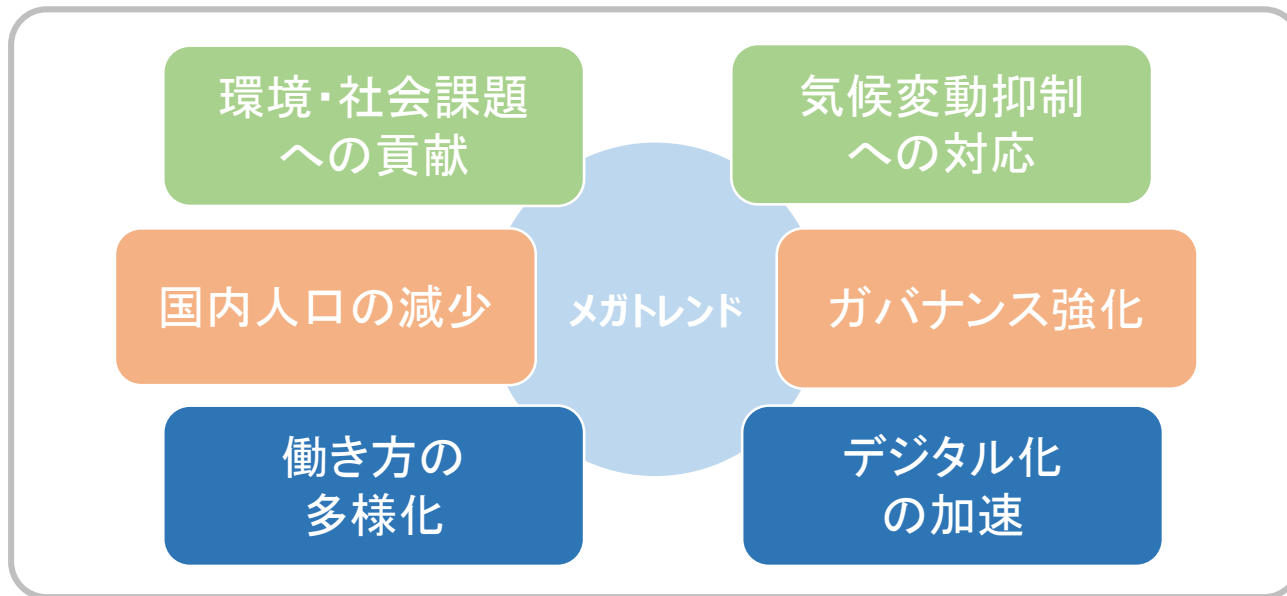 環境・社会課題
への貢献
気候変動抑制
への対応
国内人口の減少
メガトレンド
ガバナンス強化
働き方の
多様化
デジタル化
の加速